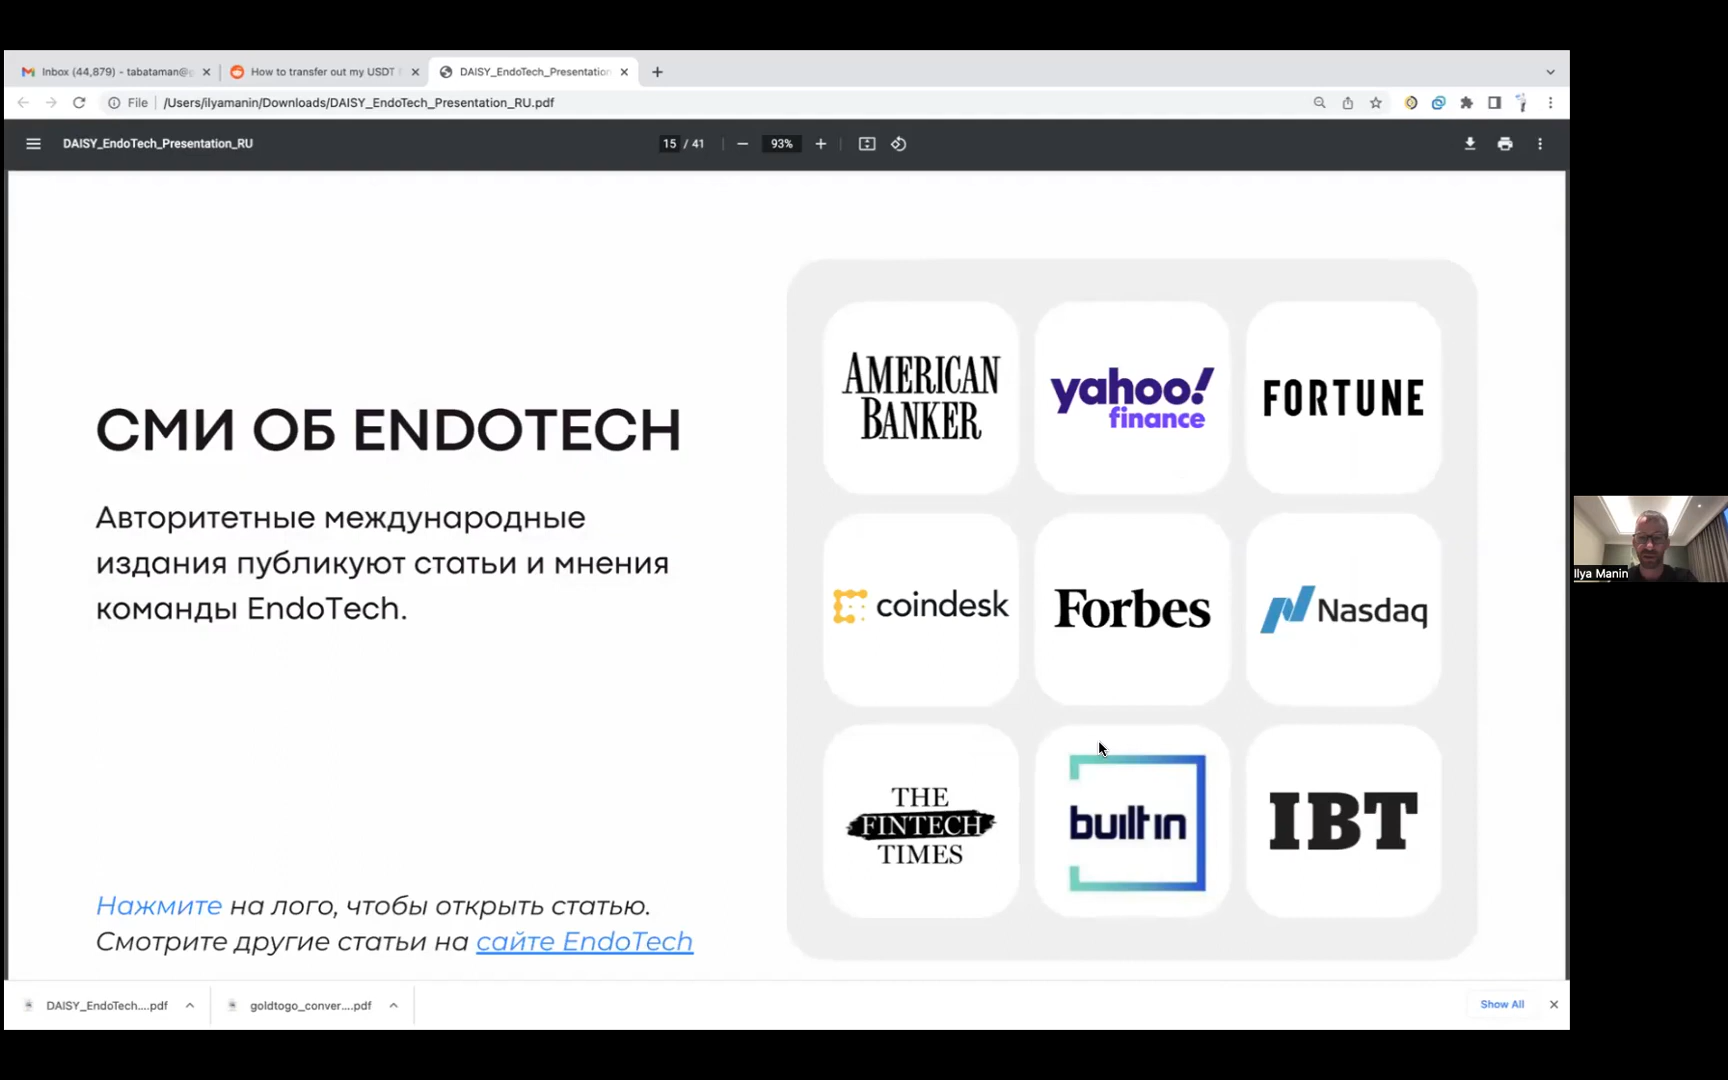 Inbox (44,879) - tabataman@g
How to transfer out my USDT
DAISY_EndoTech_Presentation
File
/Users/ilyamanin/Downloads/DAISY_EndoTech_Presentation_RU.pdf
DAISY_EndoTech_Presentation_RU
15 / 41
93%
СМИ ОБ ENDOTECH
Авторитетные международные
издания публикуют статьи и мнения
команды EndoTech.
Нажмите на лого, чтобы открыть статью.
Смотрите другие статьи на сайте EndoTech
AMERICAN
BANKER
yahoo!
finance
FORTUNE
coindesk
Forbes
Nasdaq
THE
FINTECH
TIMES
built in
IBT
Ilya Manin
DAISY_EndoTech....pdf
goldtogo_conver....pdf
Show All